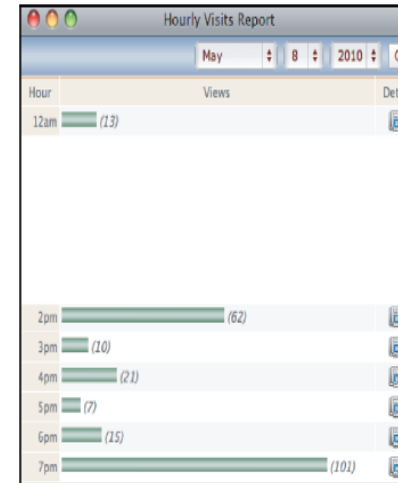 Hourly Visits Report
May 8 2010
Hour Views Det
12am (13)
2pm (62)
3pm (10)
4pm (21)
5pm (7)
6pm (15)
7pm (101)